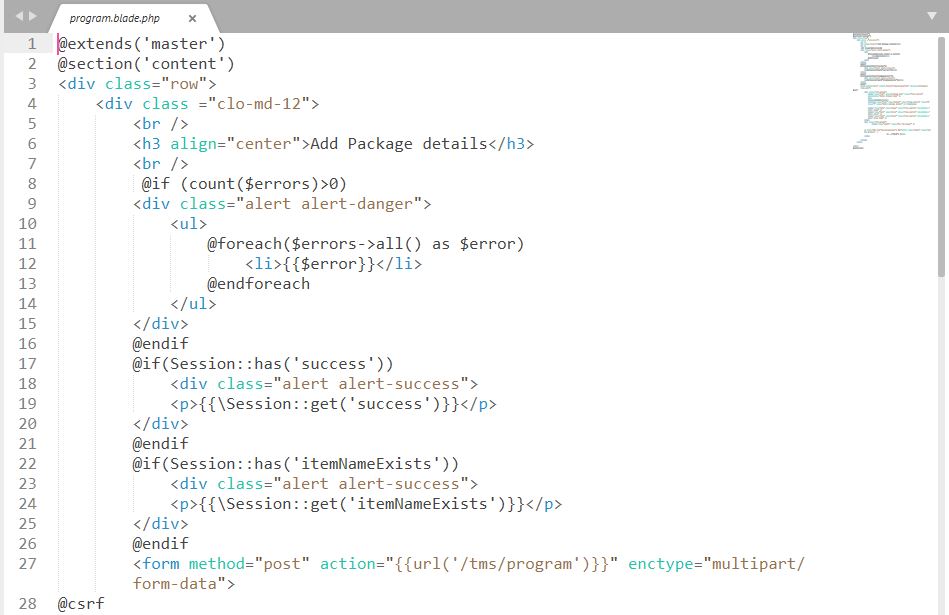 program.blade.php ×
1 @extends('master')
2 @section('content')
3 <div class="row">
4 <div class ="clo-md-12">
5 <br />
6 <h3 align="center">Add Package details</h3>
7 <br />
8 @if (count($errors)>0)
9 <div class="alert alert-danger">
10 <ul>
11 @foreach($errors->all() as $error)
12 <li>{{$error}}</li>
13 @endforeach
14 </ul>
15 </div>
16 @endif
17 @if(Session::has('success'))
18 <div class="alert alert-success">
19 <p>{{\Session::get('success')}}</p>
20 </div>
21 @endif
22 @if(Session::has('itemNameExists'))
23 <div class="alert alert-success">
24 <p>{{\Session::get('itemNameExists')}}</p>
25 </div>
26 @endif
27 <form method="post" action="{{url('/tms/program')}}" enctype="multipart/
form-data">
28 @csrf